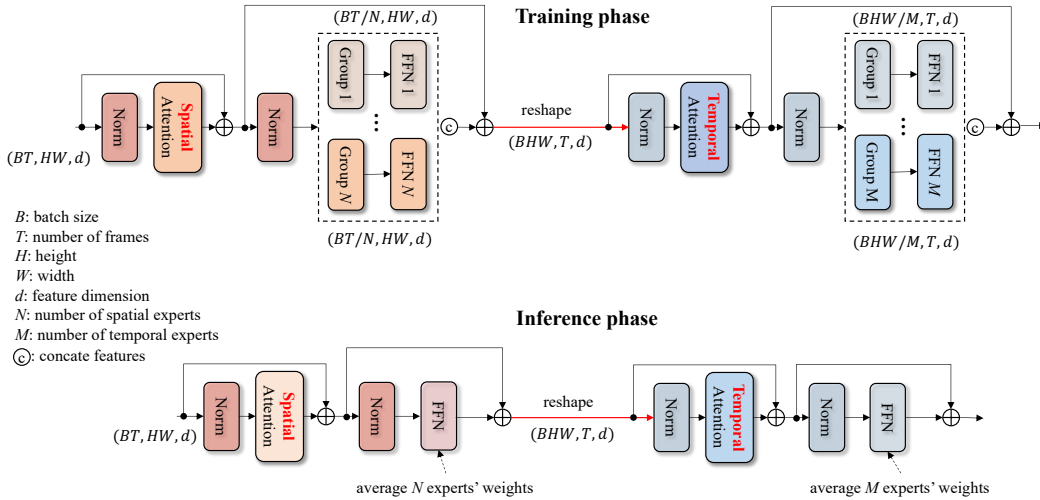 Training phase
(BT/N, HW, d)
(BHW/M, T, d)
Group 1
FFN 1
Group 1
FFN 1
Norm
Spatial
Attention
Norm
...
c
reshape
Norm
Temporal
Attention
Norm
...
c
(BT, HW, d)
(BHW, T, d)
Group N
FFN N
Group M
FFN M
(BT/N, HW, d)
(BHW/M, T, d)
B: batch size
T: number of frames
H: height
W: width
d: feature dimension
N: number of spatial experts
M: number of temporal experts
c: concate features
Inference phase
Norm
Spatial
Attention
Norm
FFN
reshape
Norm
Temporal
Attention
Norm
FFN
(BT, HW, d)
(BHW, T, d)
average N experts' weights
average M experts' weights